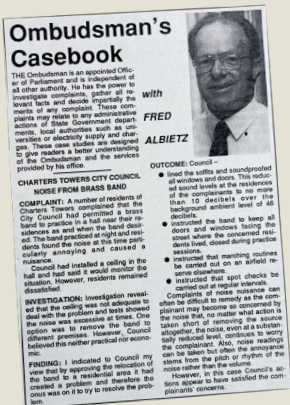 Ombudsman's
Casebook
THE Ombudsman is an appointed Offic-
er of Parliament and is independent of
all other authority. He has the power to
investigate complaints, gather all re-
levant facts and decide impartially the
merits of any complaint. These com-
plaints may relate to any administrative
actions of State Government depart-
ments, local authorities such as uni-
versities or electricity supply and char-
ges. These case studies are designed
to give readers a better understanding
of the Ombudsman and the services
provided by his office.
with
FRED
ALBIETZ
CHARTERS TOWERS CITY COUNCIL
NOISE FROM BRASS BAND
COMPLAINT: A number of residents of
Charters Towers complained that the
City Council had permitted a brass
band to practice in a hall near their re-
sidences as and when the band desir-
ed. The band practiced at night and resi-
dents found the noise at this time parti-
cularly annoying and caused a
nuisance.
Council had installed a ceiling in the
hall and had said it would monitor the
situation. However, residents remained
dissatisfied.
INVESTIGATION: Investigation reveal-
ed that the ceiling was not adequate to
deal with the problem and tests showed
the noise was excessive at times. One
option was to remove the band to
different premises. However, Council
believed this neither practical nor econo-
mic.
FINDING: I indicated to Council my
view that by approving the relocation of
the band to a residential area it had
created a problem and therefore the
onus was on it to try to resolve the prob-
lem.
OUTCOME: Council –
• lined the soffits and soundproofed
all windows and doors. This reduc-
ed sound levels at the residences
of the complainants to no more
than 10 decibels over the
background ambient level of 46
decibels.
• instructed the band to keep all
doors and windows facing the
street where the concerned resi-
dents lived, closed during practice
sessions.
• instructed that marching routines
be carried out on an airfield re-
serve elsewhere.
• instructed that spot checks be
carried out at regular intervals.
Complaints of noise nuisance can
often be difficult to remedy as the com-
plainant may become so concerned by
the noise that, no matter what action is
taken short of removing the source
altogether, the noise, even at a substan-
tially reduced level, continues to worry
the complainant. Also, noise readings
can be taken but often the annoyance
stems from the pitch or rhythm of the
noise rather than the volume.
However, in this case Council's ac-
tions appear to have satisfied the com-
plainants' concerns.